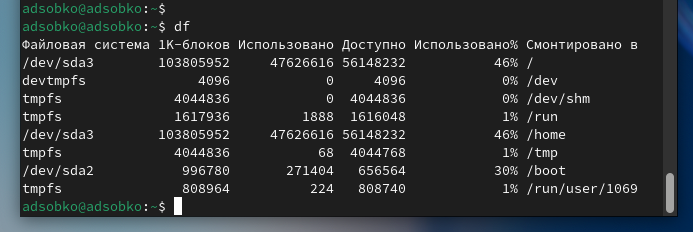 adsobko@adsobko:~$
adsobko@adsobko:~$ df
Файловая система 1K-блоков Использовано Доступно Использовано% Смонтировано в
/dev/sda3 103805952 47626616 56148232 46% /
devtmpfs 4096 0 4096 0% /dev
tmpfs 4044836 0 4044836 0% /dev/shm
tmpfs 1617936 1888 1616048 1% /run
/dev/sda3 103805952 47626616 56148232 46% /home
tmpfs 4044836 68 4044768 1% /tmp
/dev/sda2 996780 271404 656564 30% /boot
tmpfs 808964 224 808740 1% /run/user/1069
adsobko@adsobko:~$